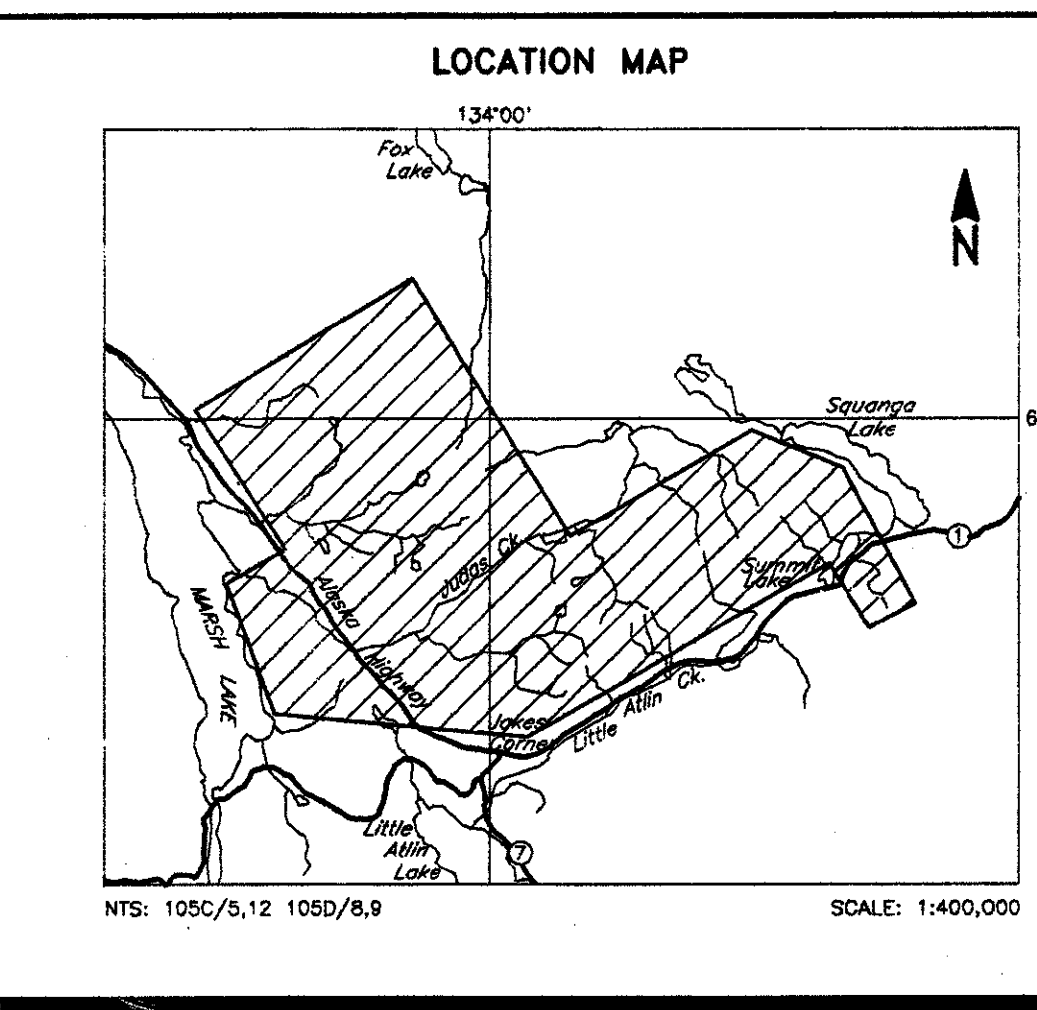 LOCATION MAP
134°00'
Fox
Lake
N
6
Squanga
Lake
1
Judas Ck.
Summit
Lake
Alaska
Highway
MARSH
LAKE
Jakes
Corner
Little Atlin Ck.
Little
Atlin
Lake
7
NTS: 105C/5,12 105D/8,9
SCALE: 1:400,000